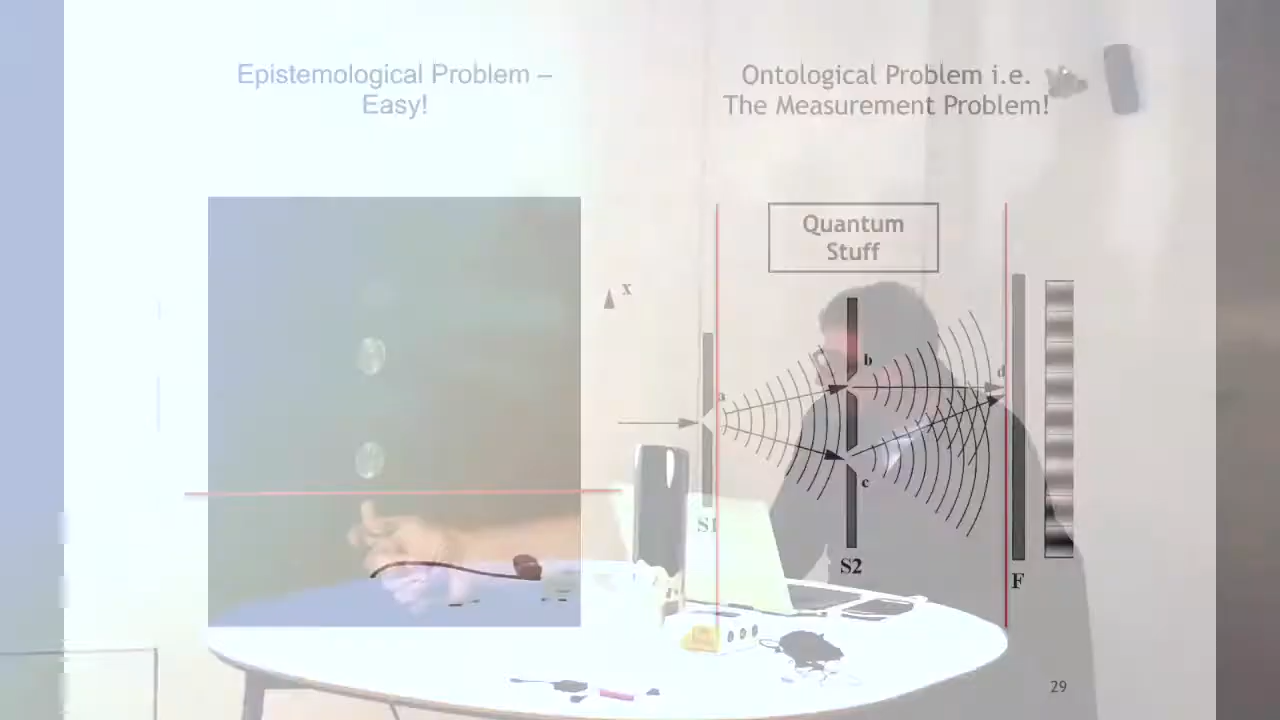 Epistemological Problem –
Easy!
Ontological Problem i.e.
The Measurement Problem!
Quantum
Stuff
x
a
b
c
d
S1
S2
F
29